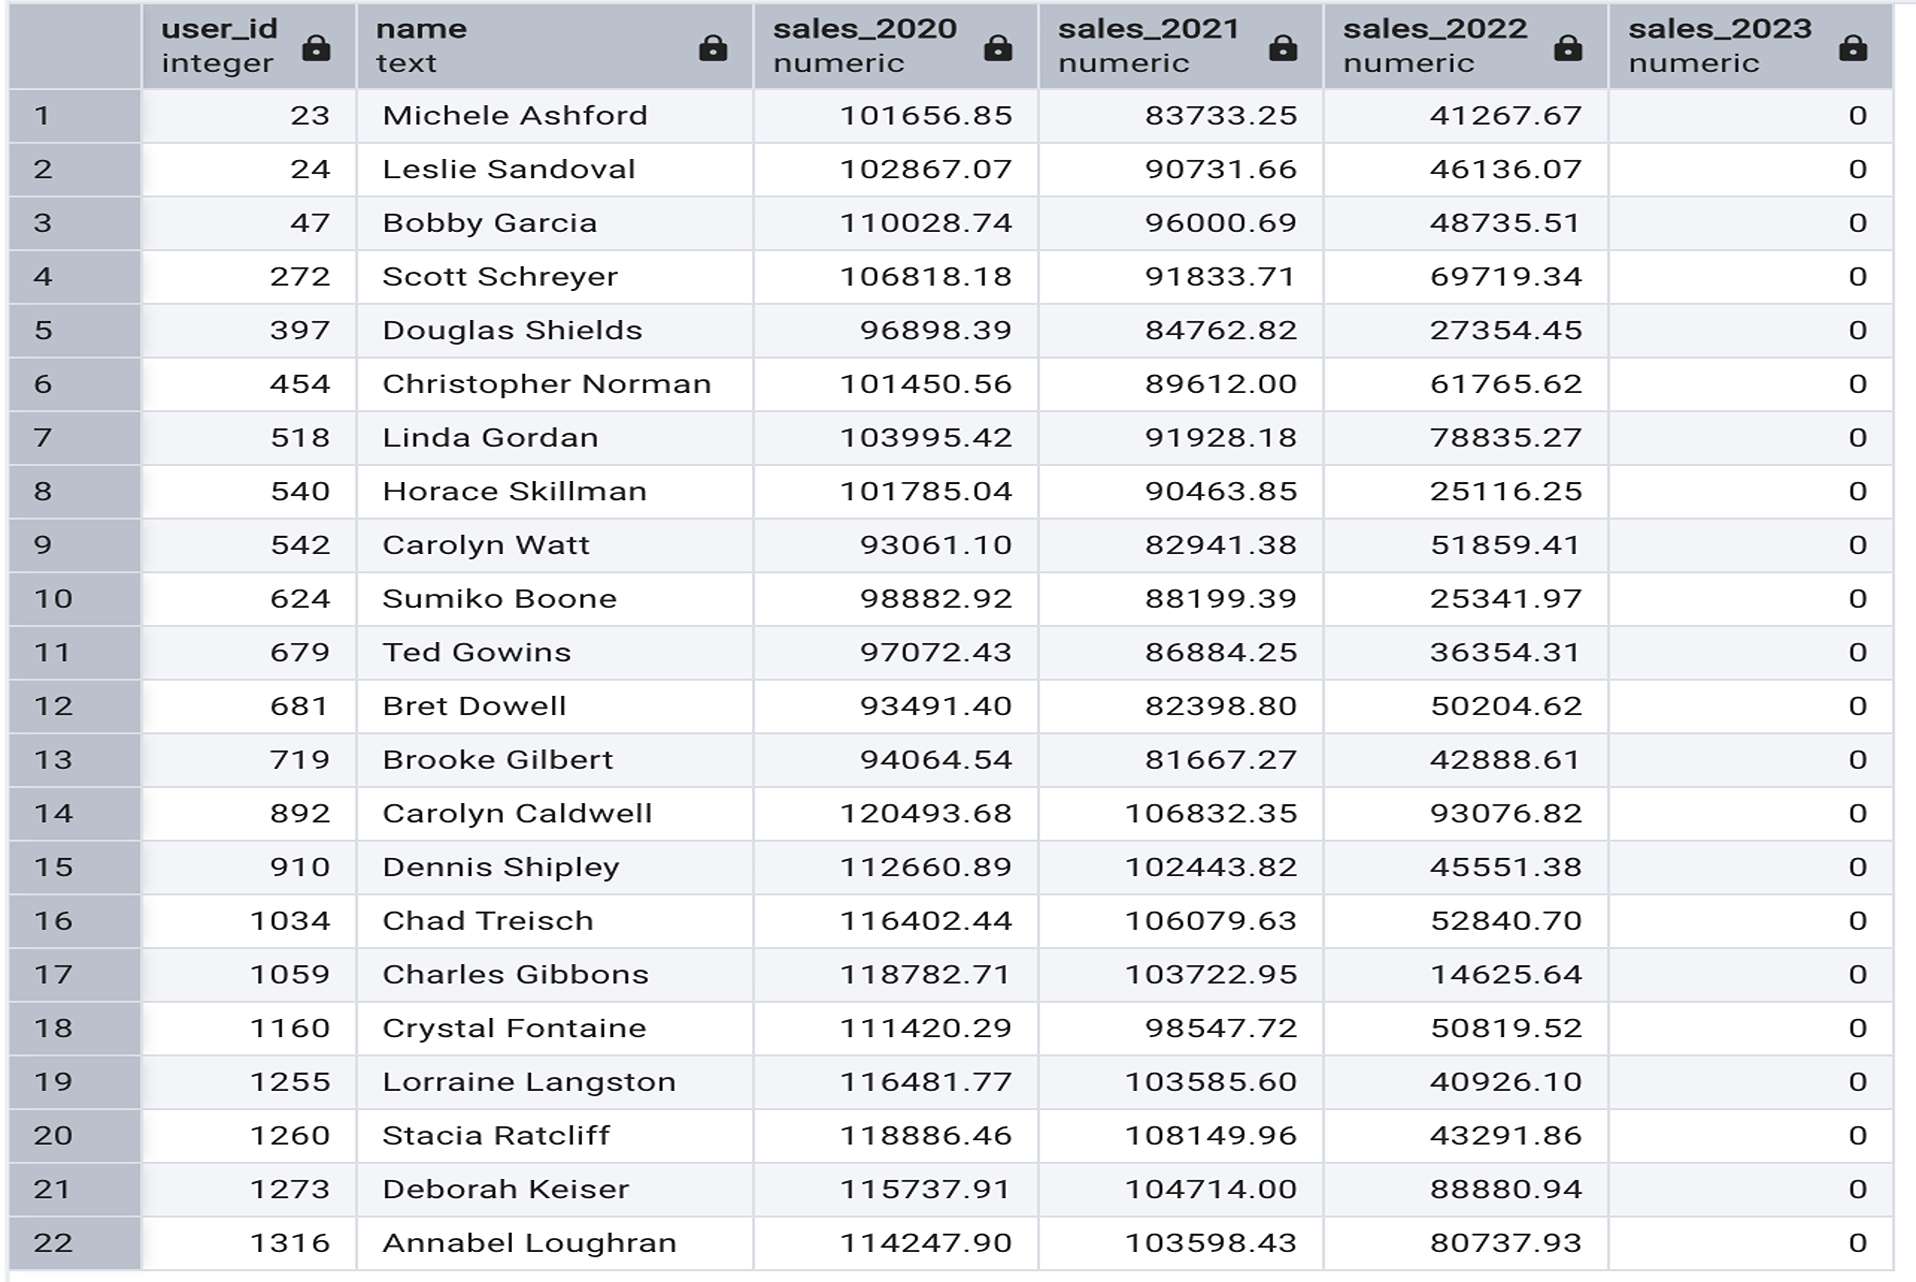 user_id name sales_2020 sales_2021 sales_2022 sales_2023
integer text numeric numeric numeric numeric
1 23 Michele Ashford 101656.85 83733.25 41267.67 0
2 24 Leslie Sandoval 102867.07 90731.66 46136.07 0
3 47 Bobby Garcia 110028.74 96000.69 48735.51 0
4 272 Scott Schreyer 106818.18 91833.71 69719.34 0
5 397 Douglas Shields 96898.39 84762.82 27354.45 0
6 454 Christopher Norman 101450.56 89612.00 61765.62 0
7 518 Linda Gordan 103995.42 91928.18 78835.27 0
8 540 Horace Skillman 101785.04 90463.85 25116.25 0
9 542 Carolyn Watt 93061.10 82941.38 51859.41 0
10 624 Sumiko Boone 98882.92 88199.39 25341.97 0
11 679 Ted Gowins 97072.43 86884.25 36354.31 0
12 681 Bret Dowell 93491.40 82398.80 50204.62 0
13 719 Brooke Gilbert 94064.54 81667.27 42888.61 0
14 892 Carolyn Caldwell 120493.68 106832.35 93076.82 0
15 910 Dennis Shipley 112660.89 102443.82 45551.38 0
16 1034 Chad Treisch 116402.44 106079.63 52840.70 0
17 1059 Charles Gibbons 118782.71 103722.95 14625.64 0
18 1160 Crystal Fontaine 111420.29 98547.72 50819.52 0
19 1255 Lorraine Langston 116481.77 103585.60 40926.10 0
20 1260 Stacia Ratcliff 118886.46 108149.96 43291.86 0
21 1273 Deborah Keiser 115737.91 104714.00 88880.94 0
22 1316 Annabel Loughran 114247.90 103598.43 80737.93 0